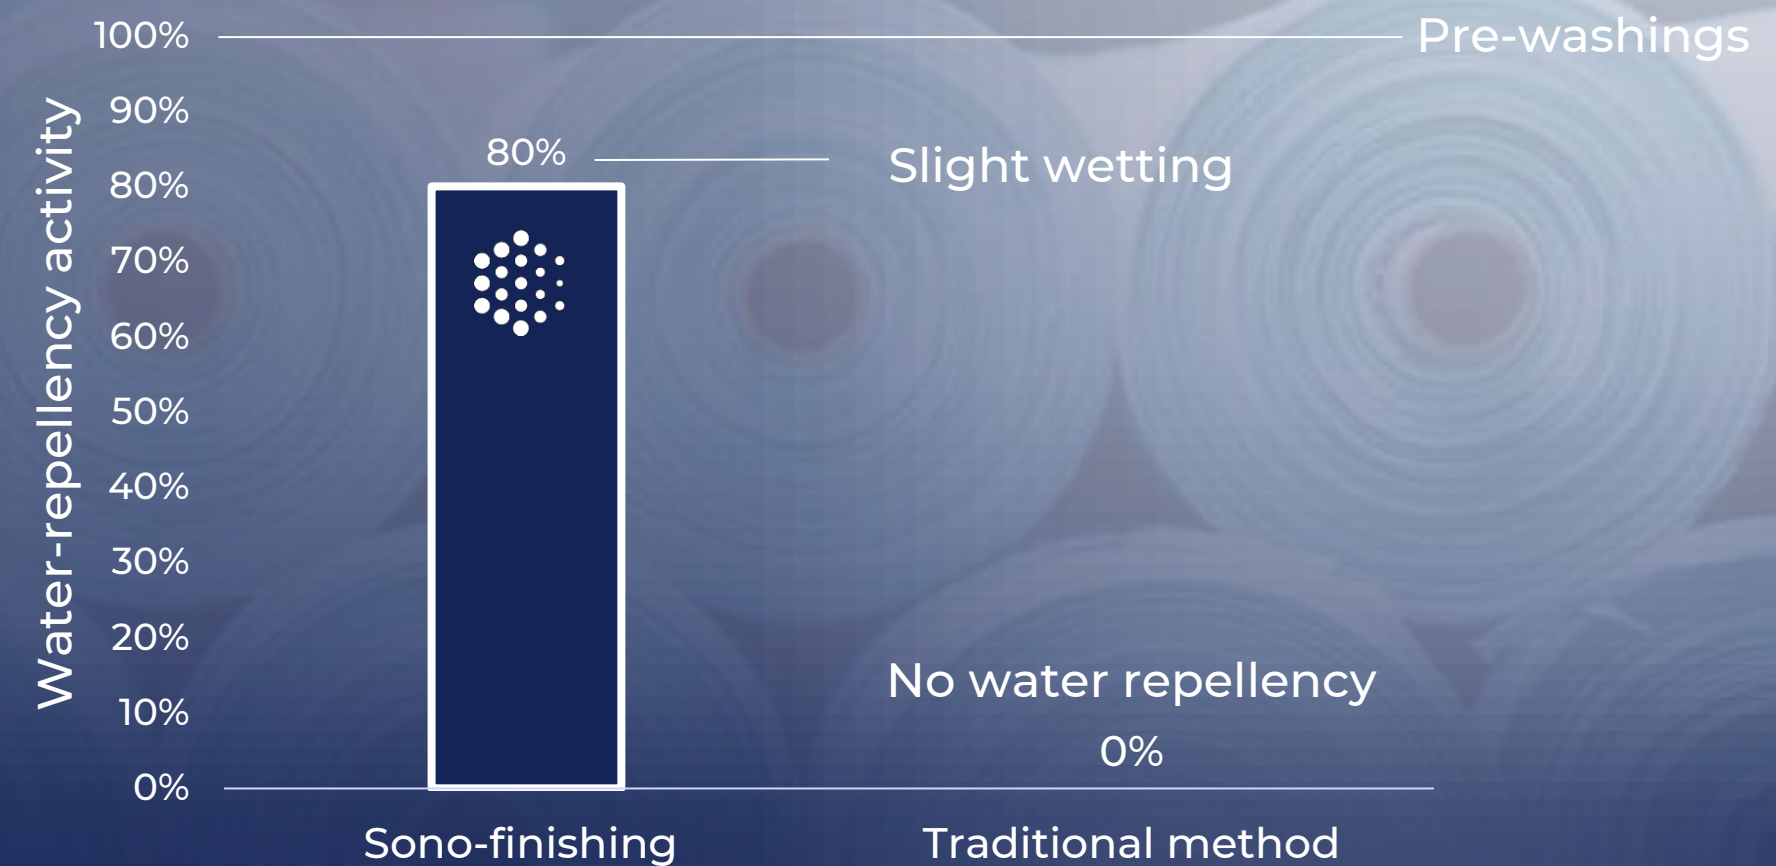 100%
Pre-washings
90%
80%
Slight wetting
80%
70%
60%
50%
40%
30%
20%
No water repellency
10%
0%
0%
Water-repellency activity
Sono-finishing
Traditional method